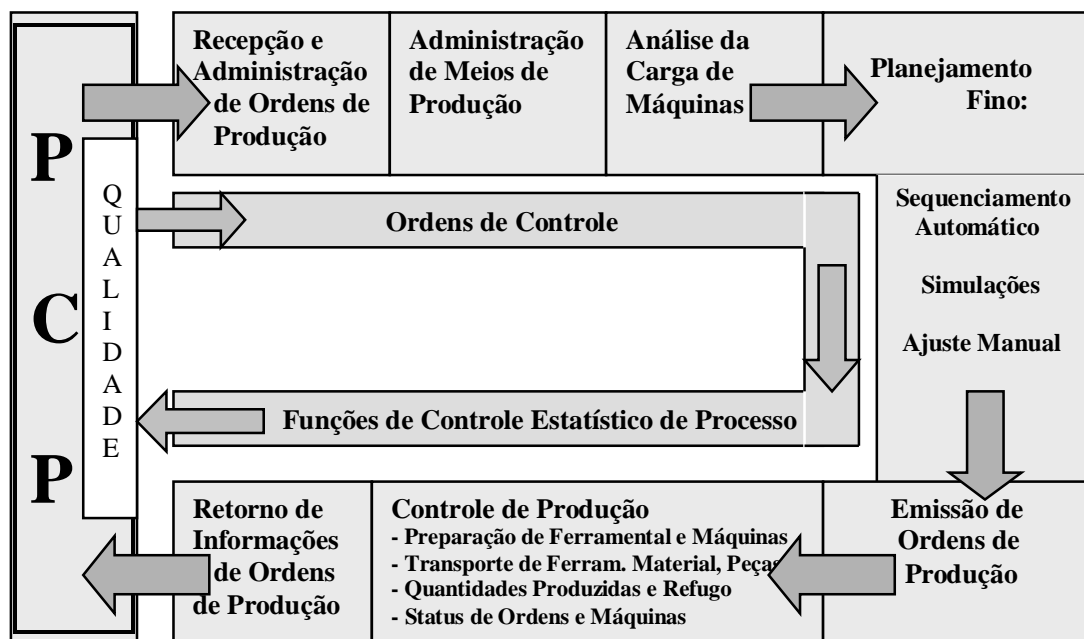 P
C
P
Q
U
A
L
I
D
A
D
E
Recepção e
Administração
de Ordens de
Produção
Administração
de Meios de
Produção
Análise da
Carga de
Máquinas
Planejamento
Fino:
Sequenciamento
Automático
Simulações
Ajuste Manual
Ordens de Controle
Funções de Controle Estatístico de Processo
Retorno de
Informações
de Ordens
de Produção
Controle de Produção
- Preparação de Ferramental e Máquinas
- Transporte de Ferram. Material, Peças
- Quantidades Produzidas e Refugo
- Status de Ordens e Máquinas
Emissão de
Ordens de
Produção